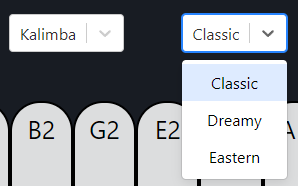 Kalimba Classic
Classic
Dreamy
Eastern
B2 G2 E2 A